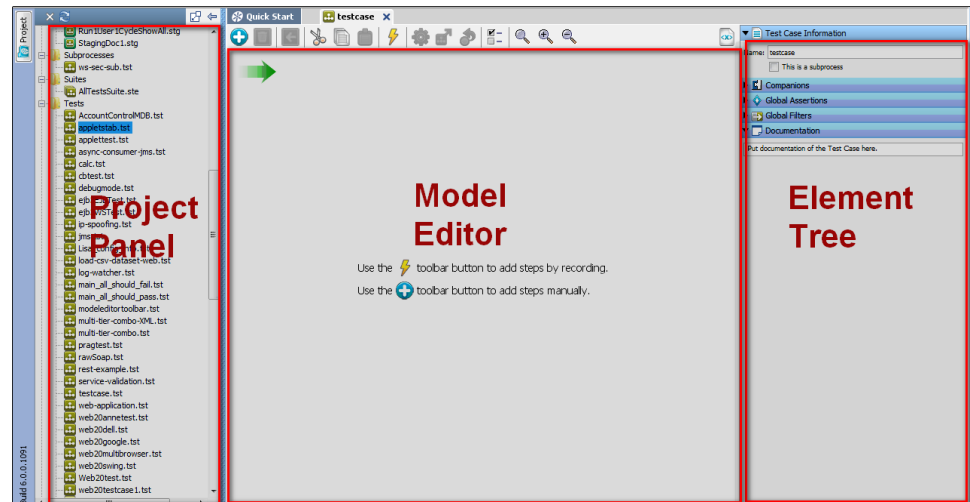 Project
Build 6.0.0.1091
Run1User1CycleShowAll.stg
StagingDoc1.stg
Subprocesses
ws-sec-sub.tst
Suites
AllTestsSuite.ste
Tests
AccountControlMDB.tst
appletstab.tst
applettest.tst
async-consumer-jms.tst
calc.tst
cbtest.tst
debugmode.tst
ip-spoofing.tst
load-csv-dataset-web.tst
log-watcher.tst
main_all_should_fail.tst
main_all_should_pass.tst
modeleditortoolbar.tst
multi-tier-combo-XML.tst
multi-tier-combo.tst
pragtest.tst
rawSoap.tst
rest-example.tst
service-validation.tst
testcase.tst
web-application.tst
web20annetest.tst
web20dell.tst
web20google.tst
web20multibrowser.tst
web20swing.tst
Web20test.tst
web20testcase1.tst
Project
Panel
Quick Start
testcase
Model
Editor
Use the toolbar button to add steps by recording.
Use the toolbar button to add steps manually.
Test Case Information
Name: testcase
This is a subprocess
Companions
Global Assertions
Global Filters
Documentation
Put documentation of the Test Case here.
Element
Tree